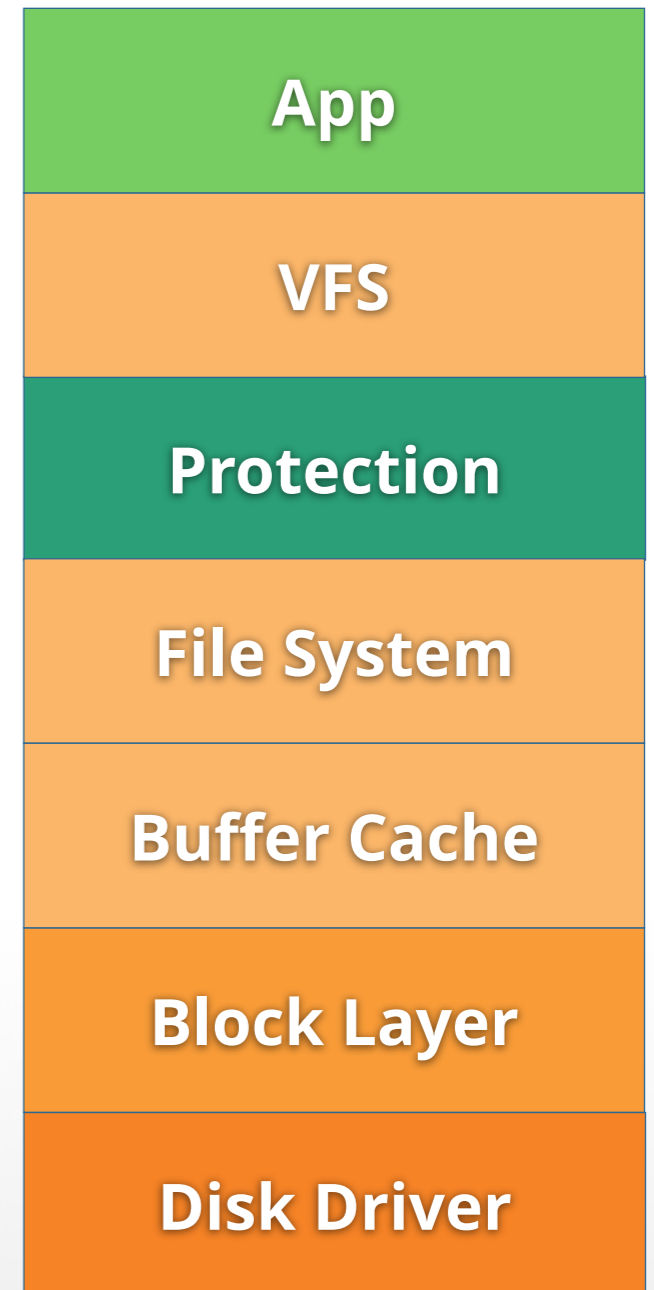 App
VFS
Protection
File System
Buffer Cache
Block Layer
Disk Driver